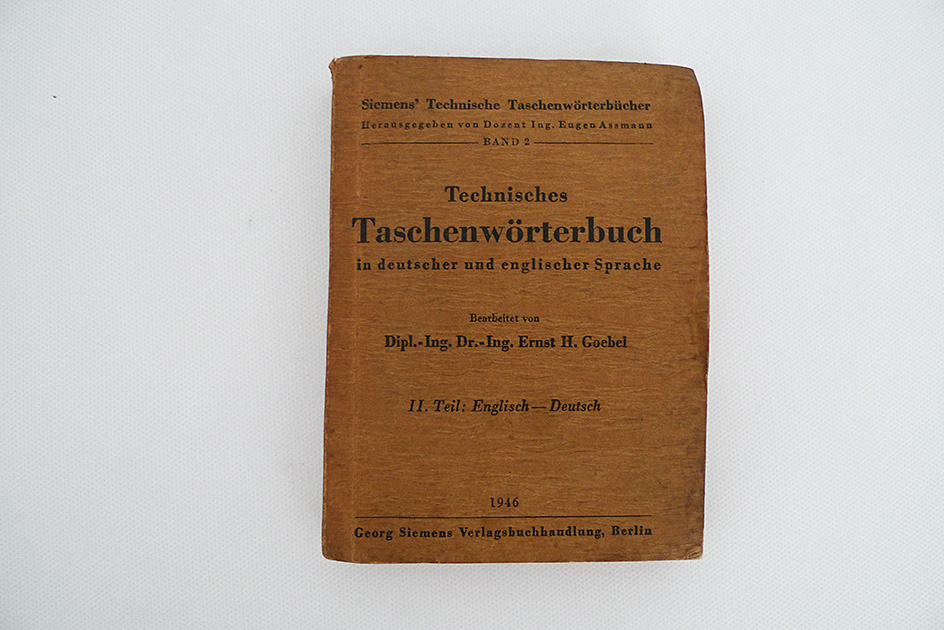 Siemens' Technische Taschenwörterbücher
Herausgegeben von Dozent Ing. Eugen Assmann
BAND 2
Technisches
Taschenwörterbuch
in deutscher und englischer Sprache
Bearbeitet von
Dipl.-Ing. Dr.-Ing. Ernst H. Goebel
II. Teil: Englisch—Deutsch
1946
Georg Siemens Verlagsbuchhandlung, Berlin